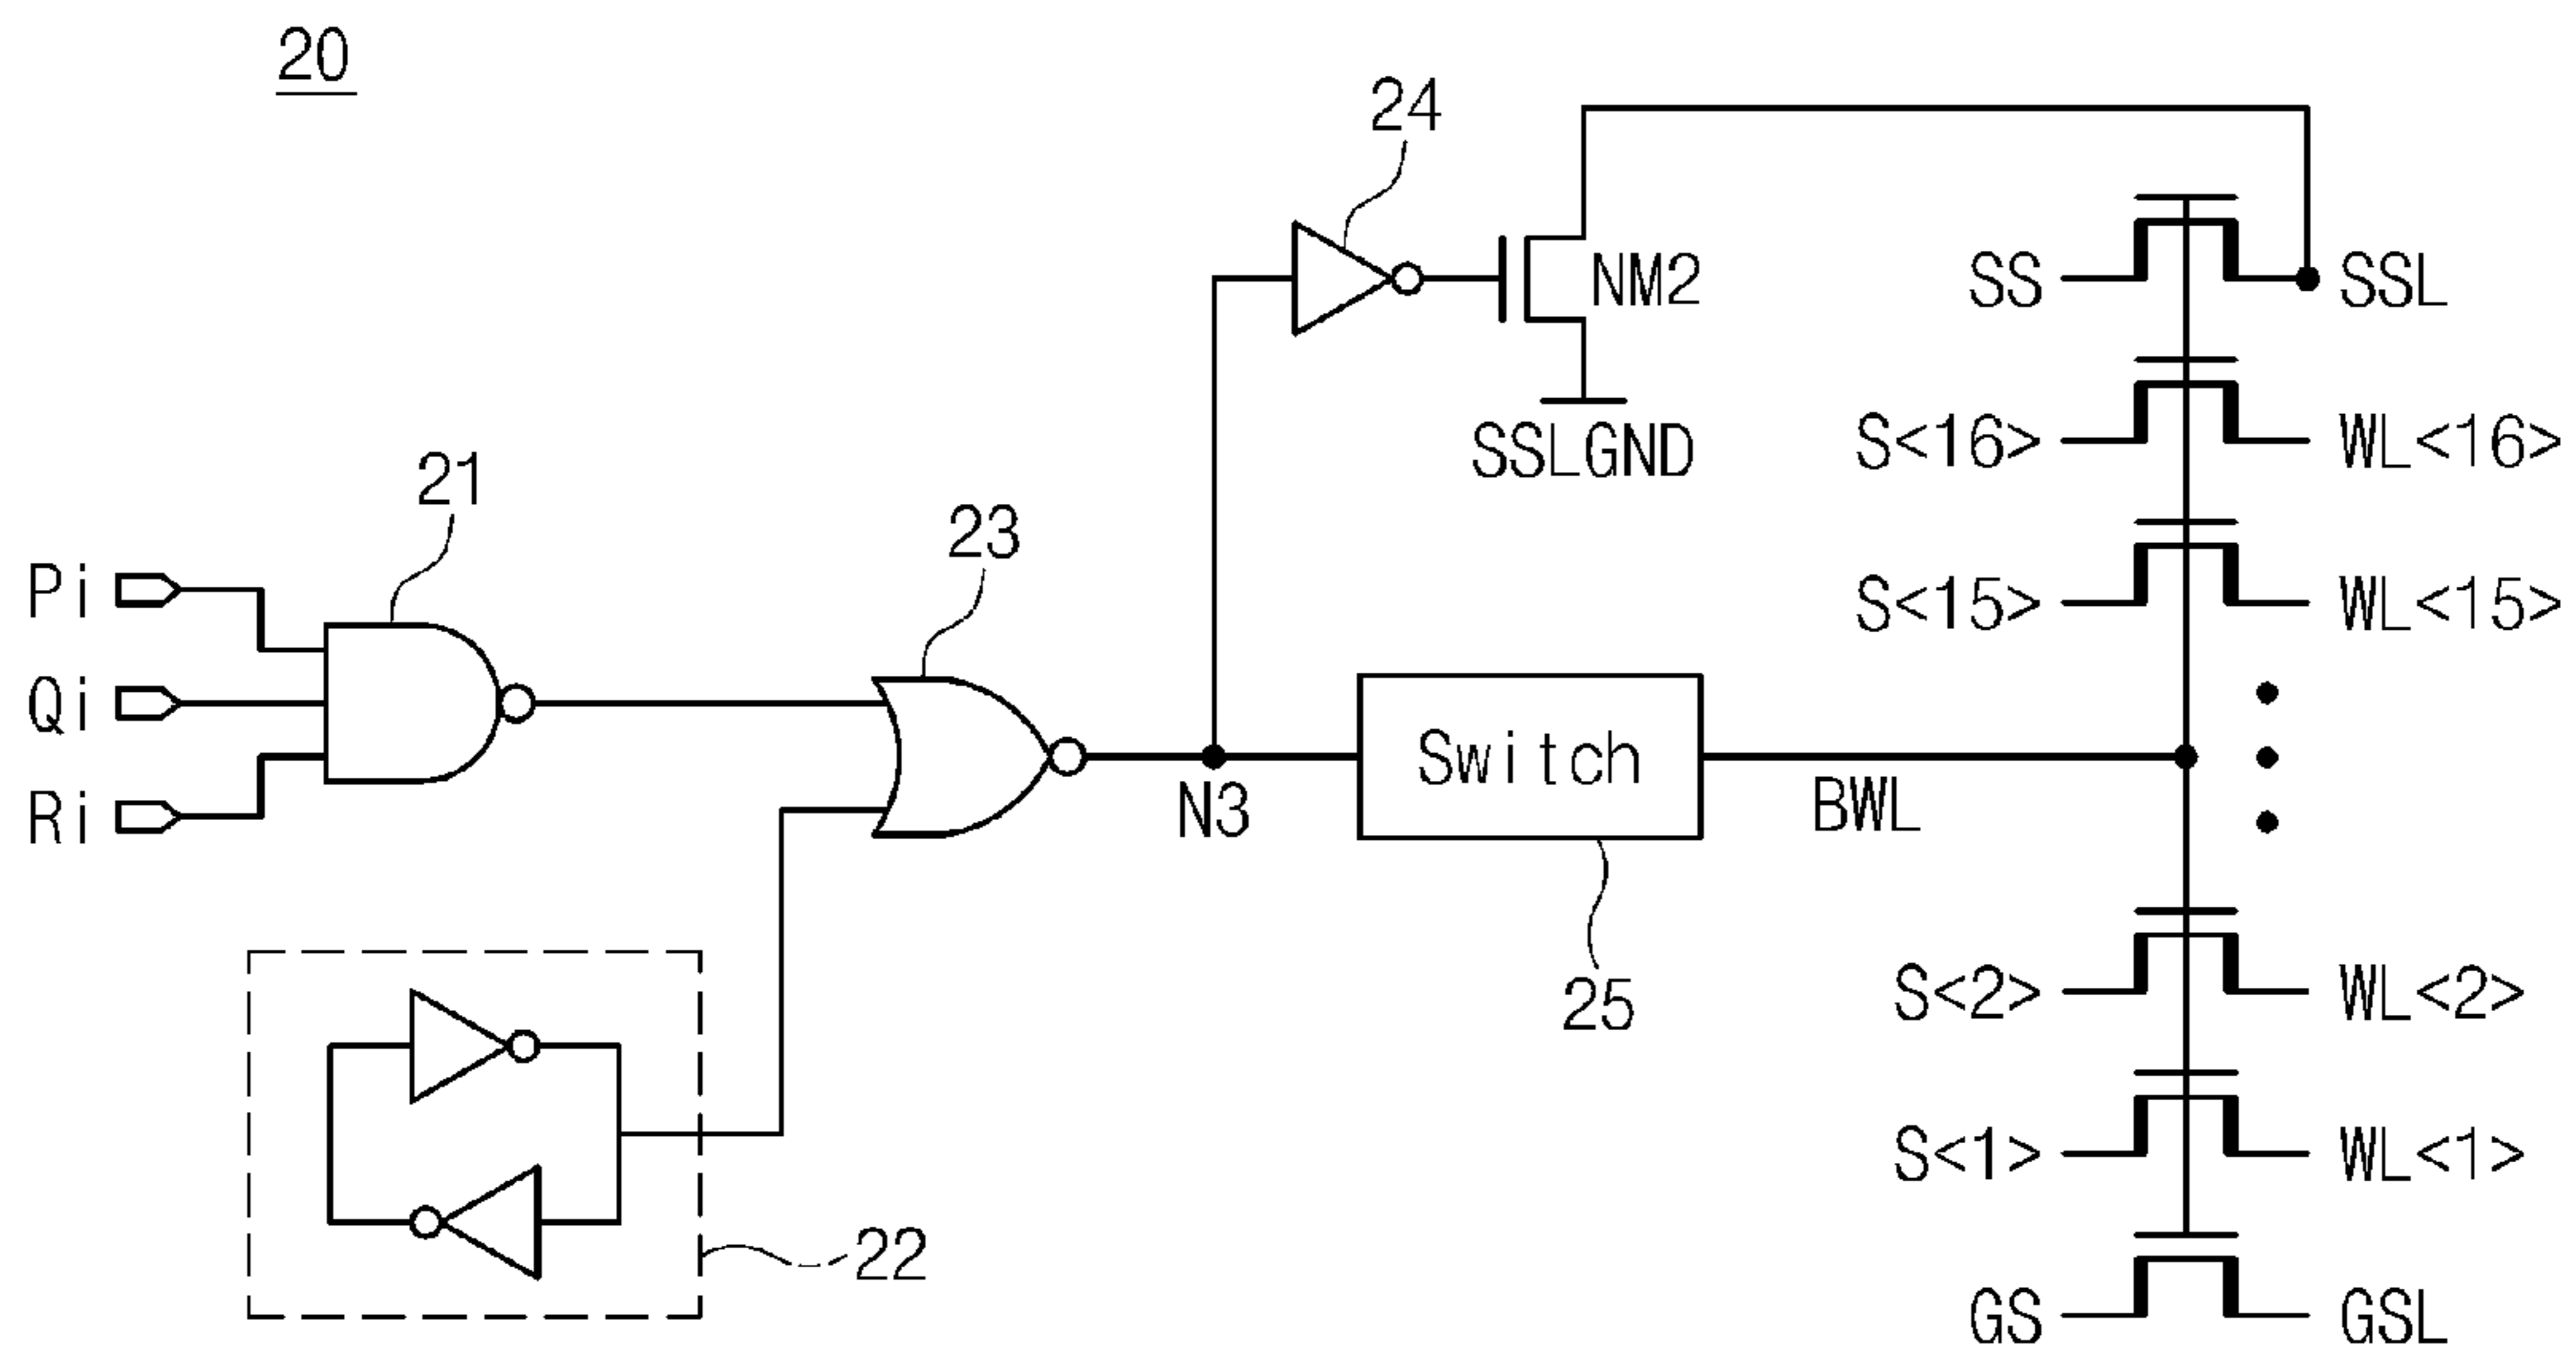 20
24
SS
SSL
NM2
S<16>
WL<16>
SSLGND
21
23
S<15>
WL<15>
Pi
Qi
Ri
N3
Switch
BWL
25
S<2>
WL<2>
S<1>
WL<1>
22
GS
GSL